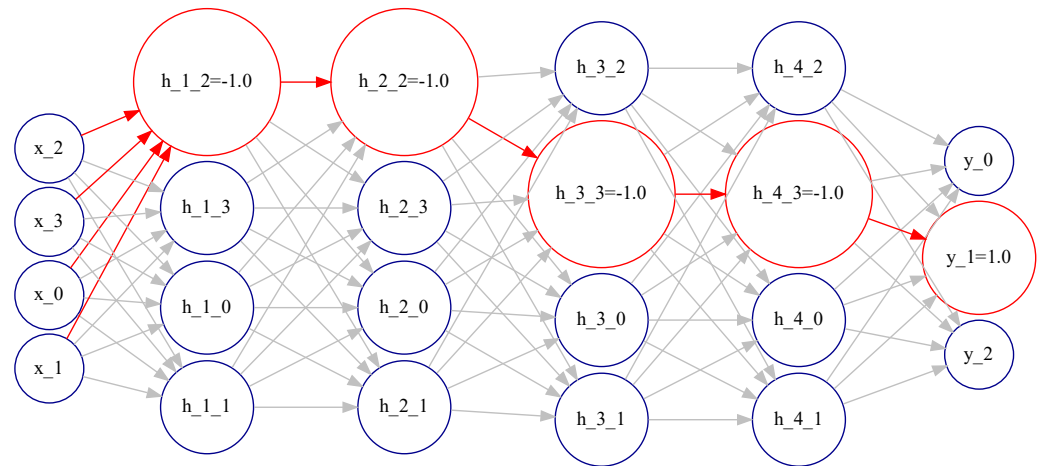 x_2
x_3
x_0
x_1
h_1_2=-1.0
h_1_3
h_1_0
h_1_1
h_2_2=-1.0
h_2_3
h_2_0
h_2_1
h_3_2
h_3_3=-1.0
h_3_0
h_3_1
h_4_2
h_4_3=-1.0
h_4_0
h_4_1
y_0
y_1=1.0
y_2